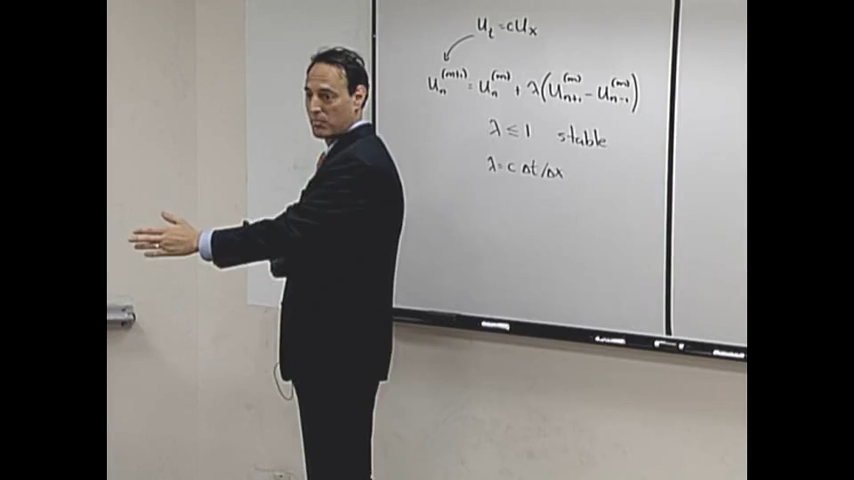 u_t = cu_x
u_n^(m+1) = u_n^(m) + λ(u_{n+1}^(m) - u_{n-1}^(m))
λ ≤ 1 stable
λ = c Δt/Δx